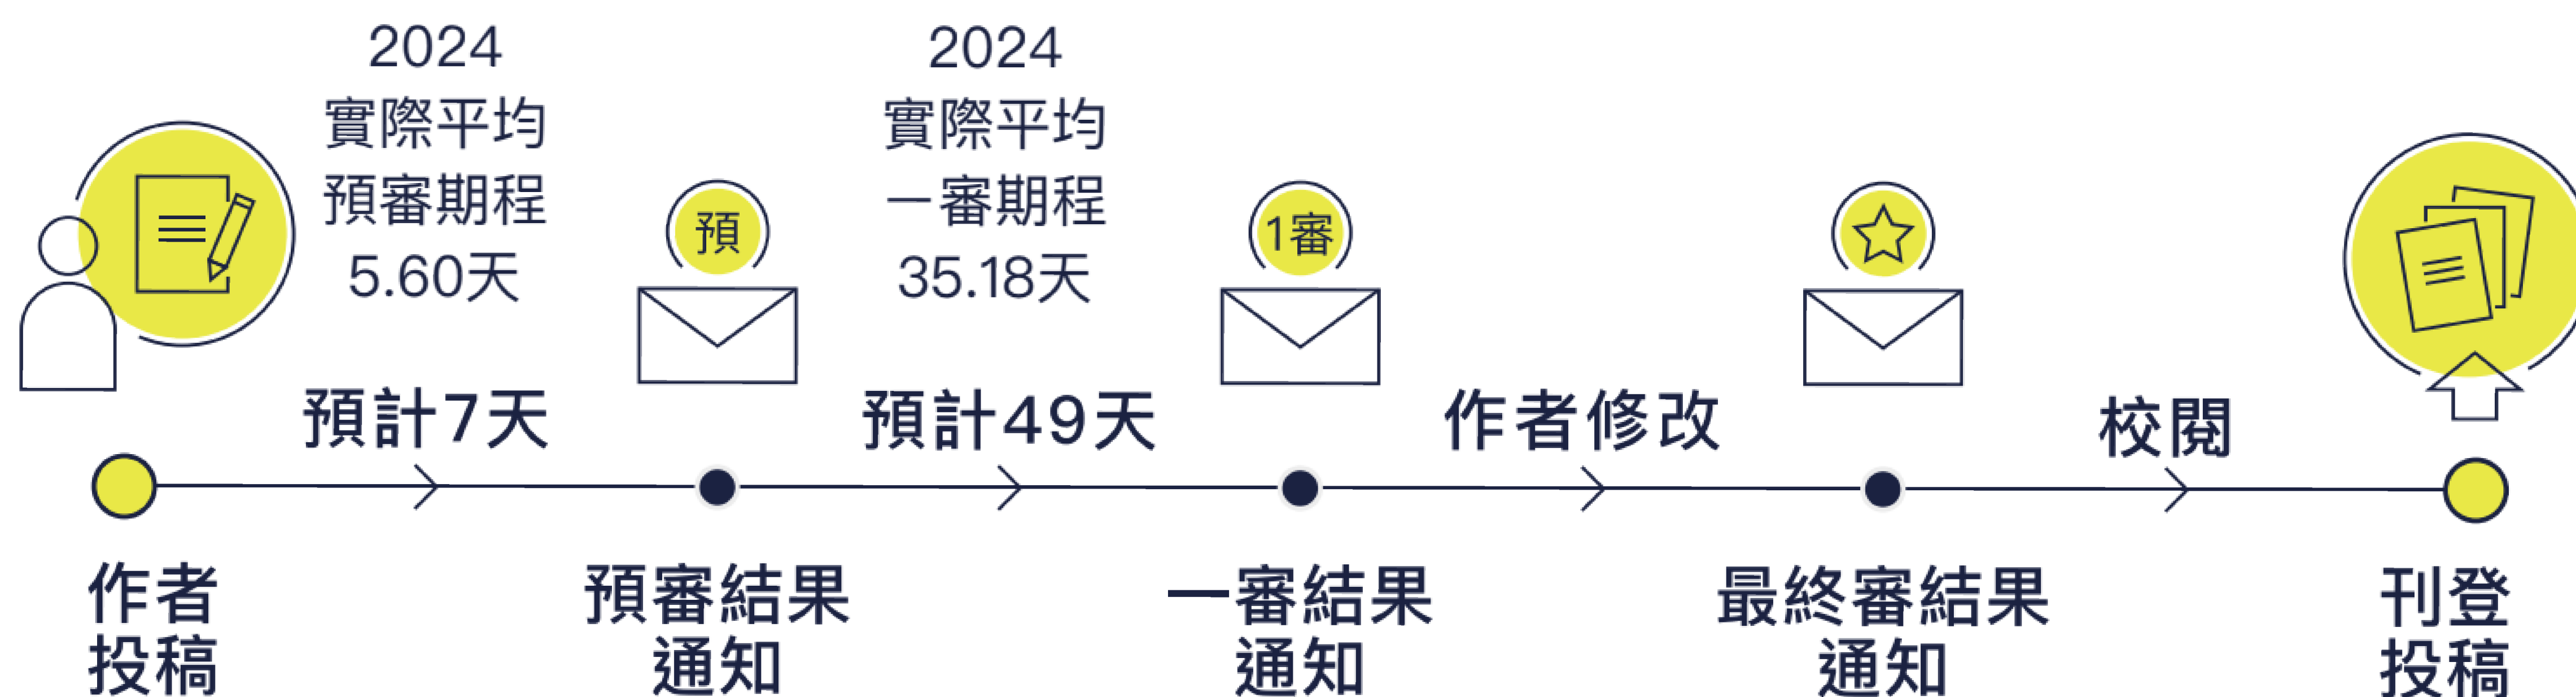 2024
實際平均
預審期程
5.60天
預計7天
預
2024
實際平均
一審期程
35.18天
預計49天
1審
作者修改
校閱
作者
投稿
預審結果
通知
一審結果
通知
最終審結果
通知
刊登
投稿